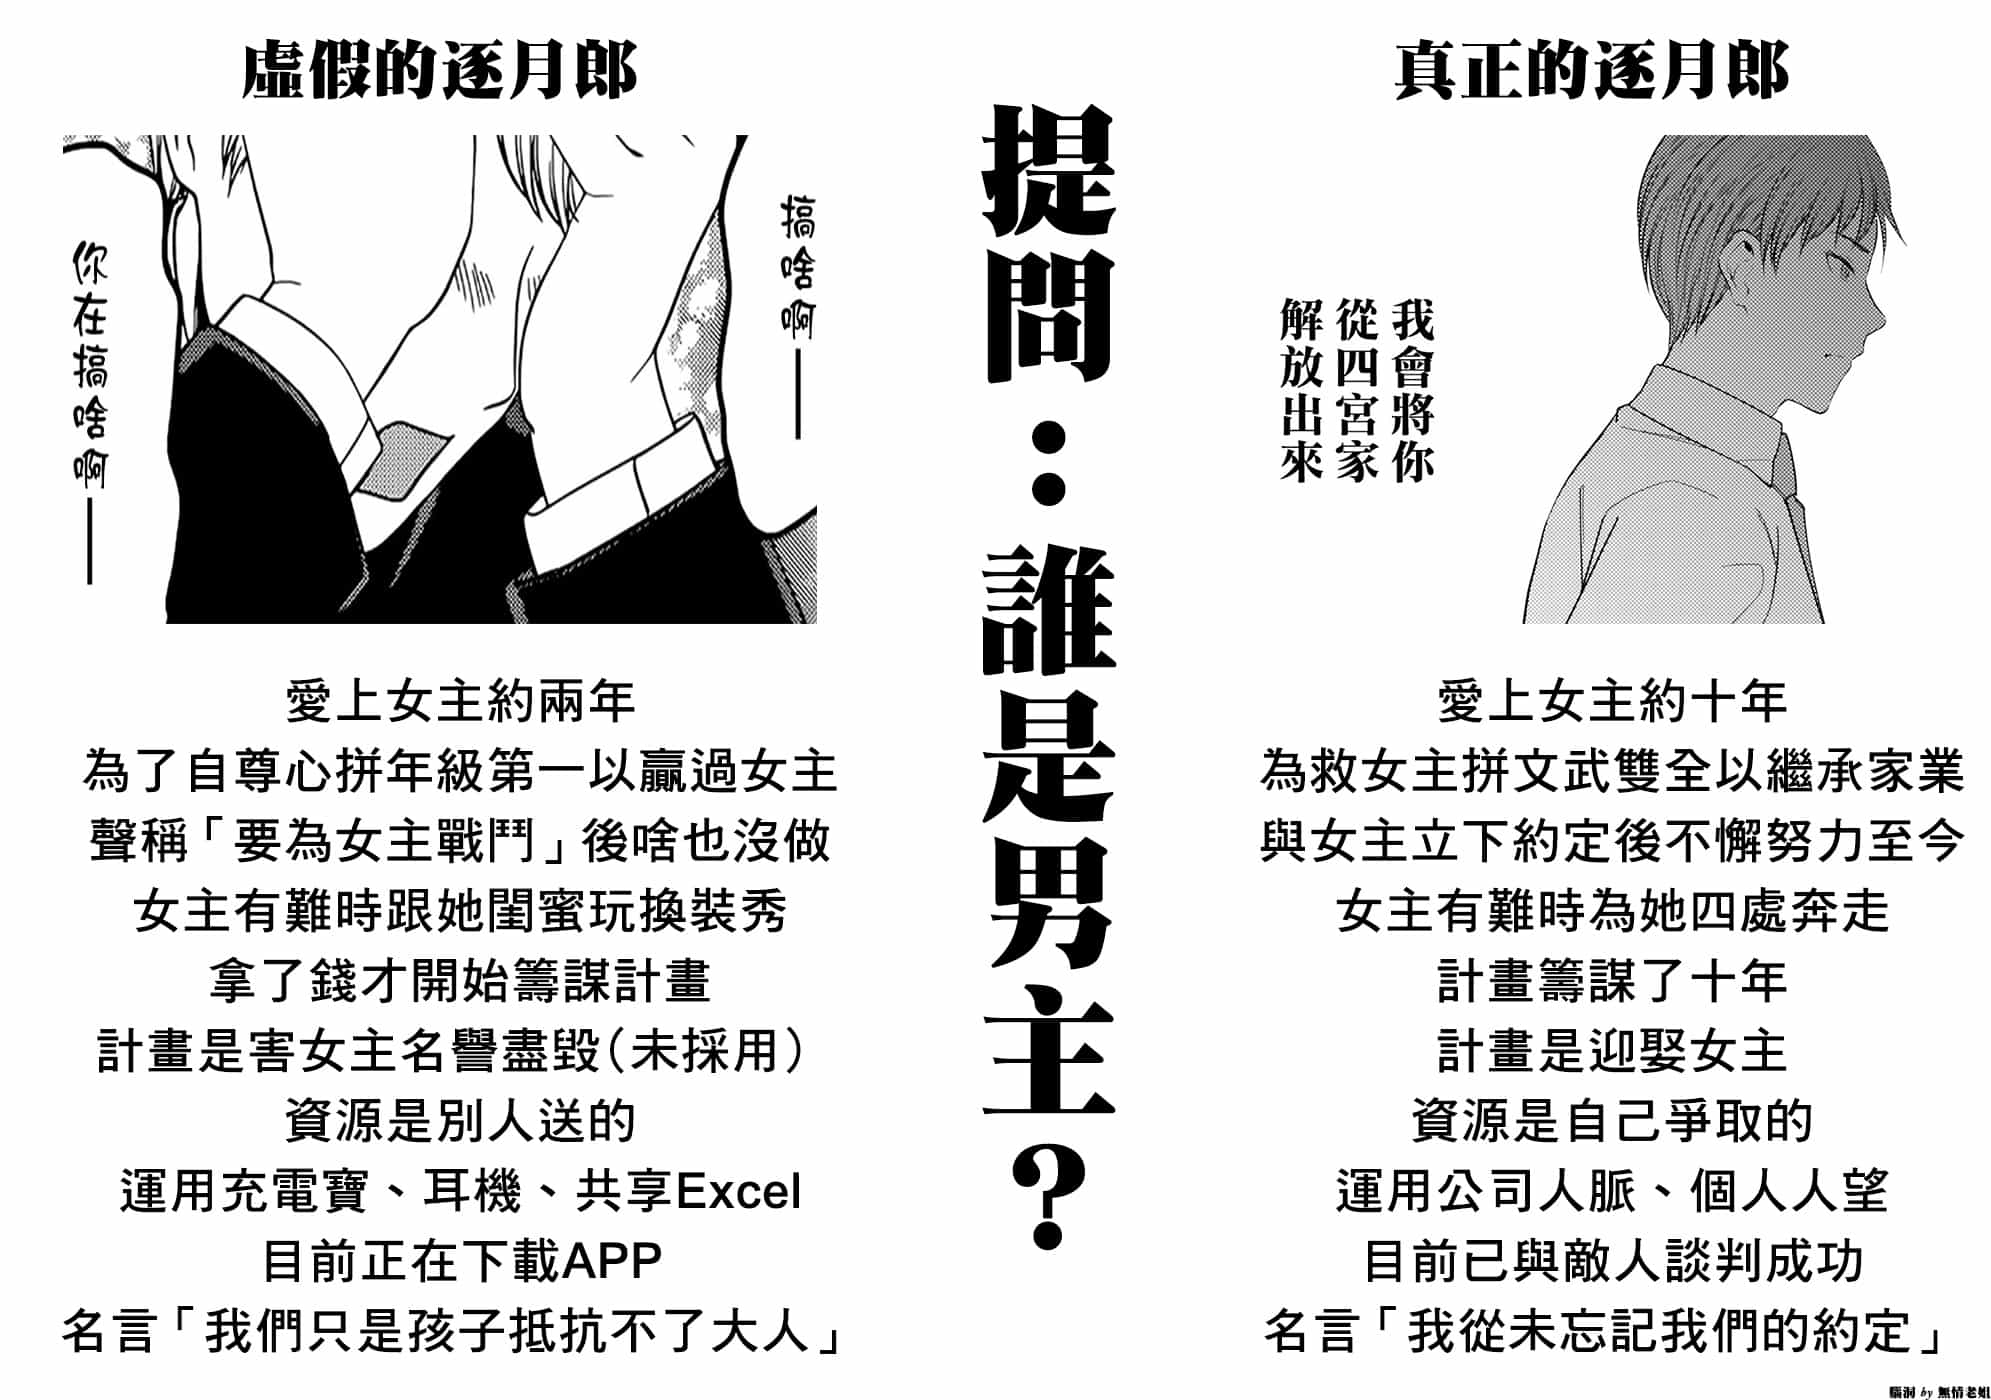 虛假的逐月郎
搞啥啊——
你在搞啥啊——
愛上女主約兩年
為了自尊心拼年級第一以贏過女主
聲稱「要為女主戰鬥」後啥也沒做
女主有難時跟她閨蜜玩換裝秀
拿了錢才開始籌謀計畫
計畫是害女主名譽盡毀(未採用)
資源是別人送的
運用充電寶、耳機、共享Excel
目前正在下載APP
名言「我們只是孩子抵抗不了大人」
提問：誰是男主？
真正的逐月郎
我會將你
從四宮家
解放出來
愛上女主約十年
為救女主拼文武雙全以繼承家業
與女主立下約定後不懈努力至今
女主有難時為她四處奔走
計畫籌謀了十年
計畫是迎娶女主
資源是自己爭取的
運用公司人脈、個人人望
目前已與敵人談判成功
名言「我從未忘記我們的約定」
腦洞 by 無情老姐